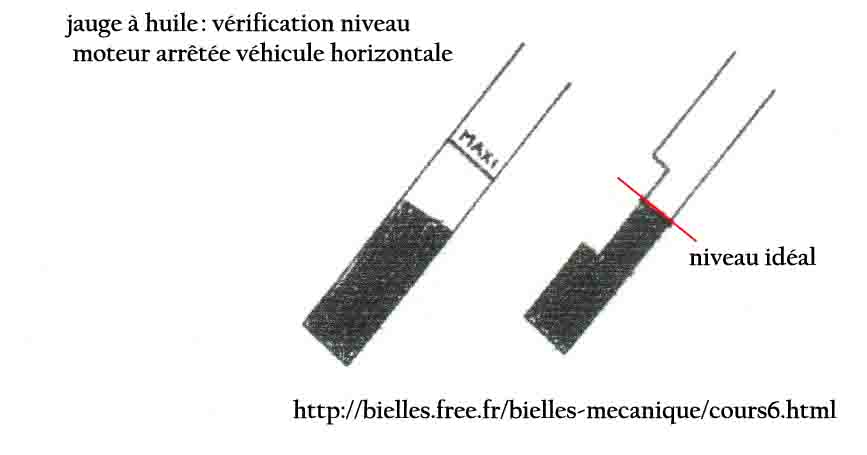 jauge à huile: vérification niveau
moteur arrêtée véhicule horizontale
MAXI
niveau idéal
http://bielles.free.fr/bielles-mecanique/cours6.html